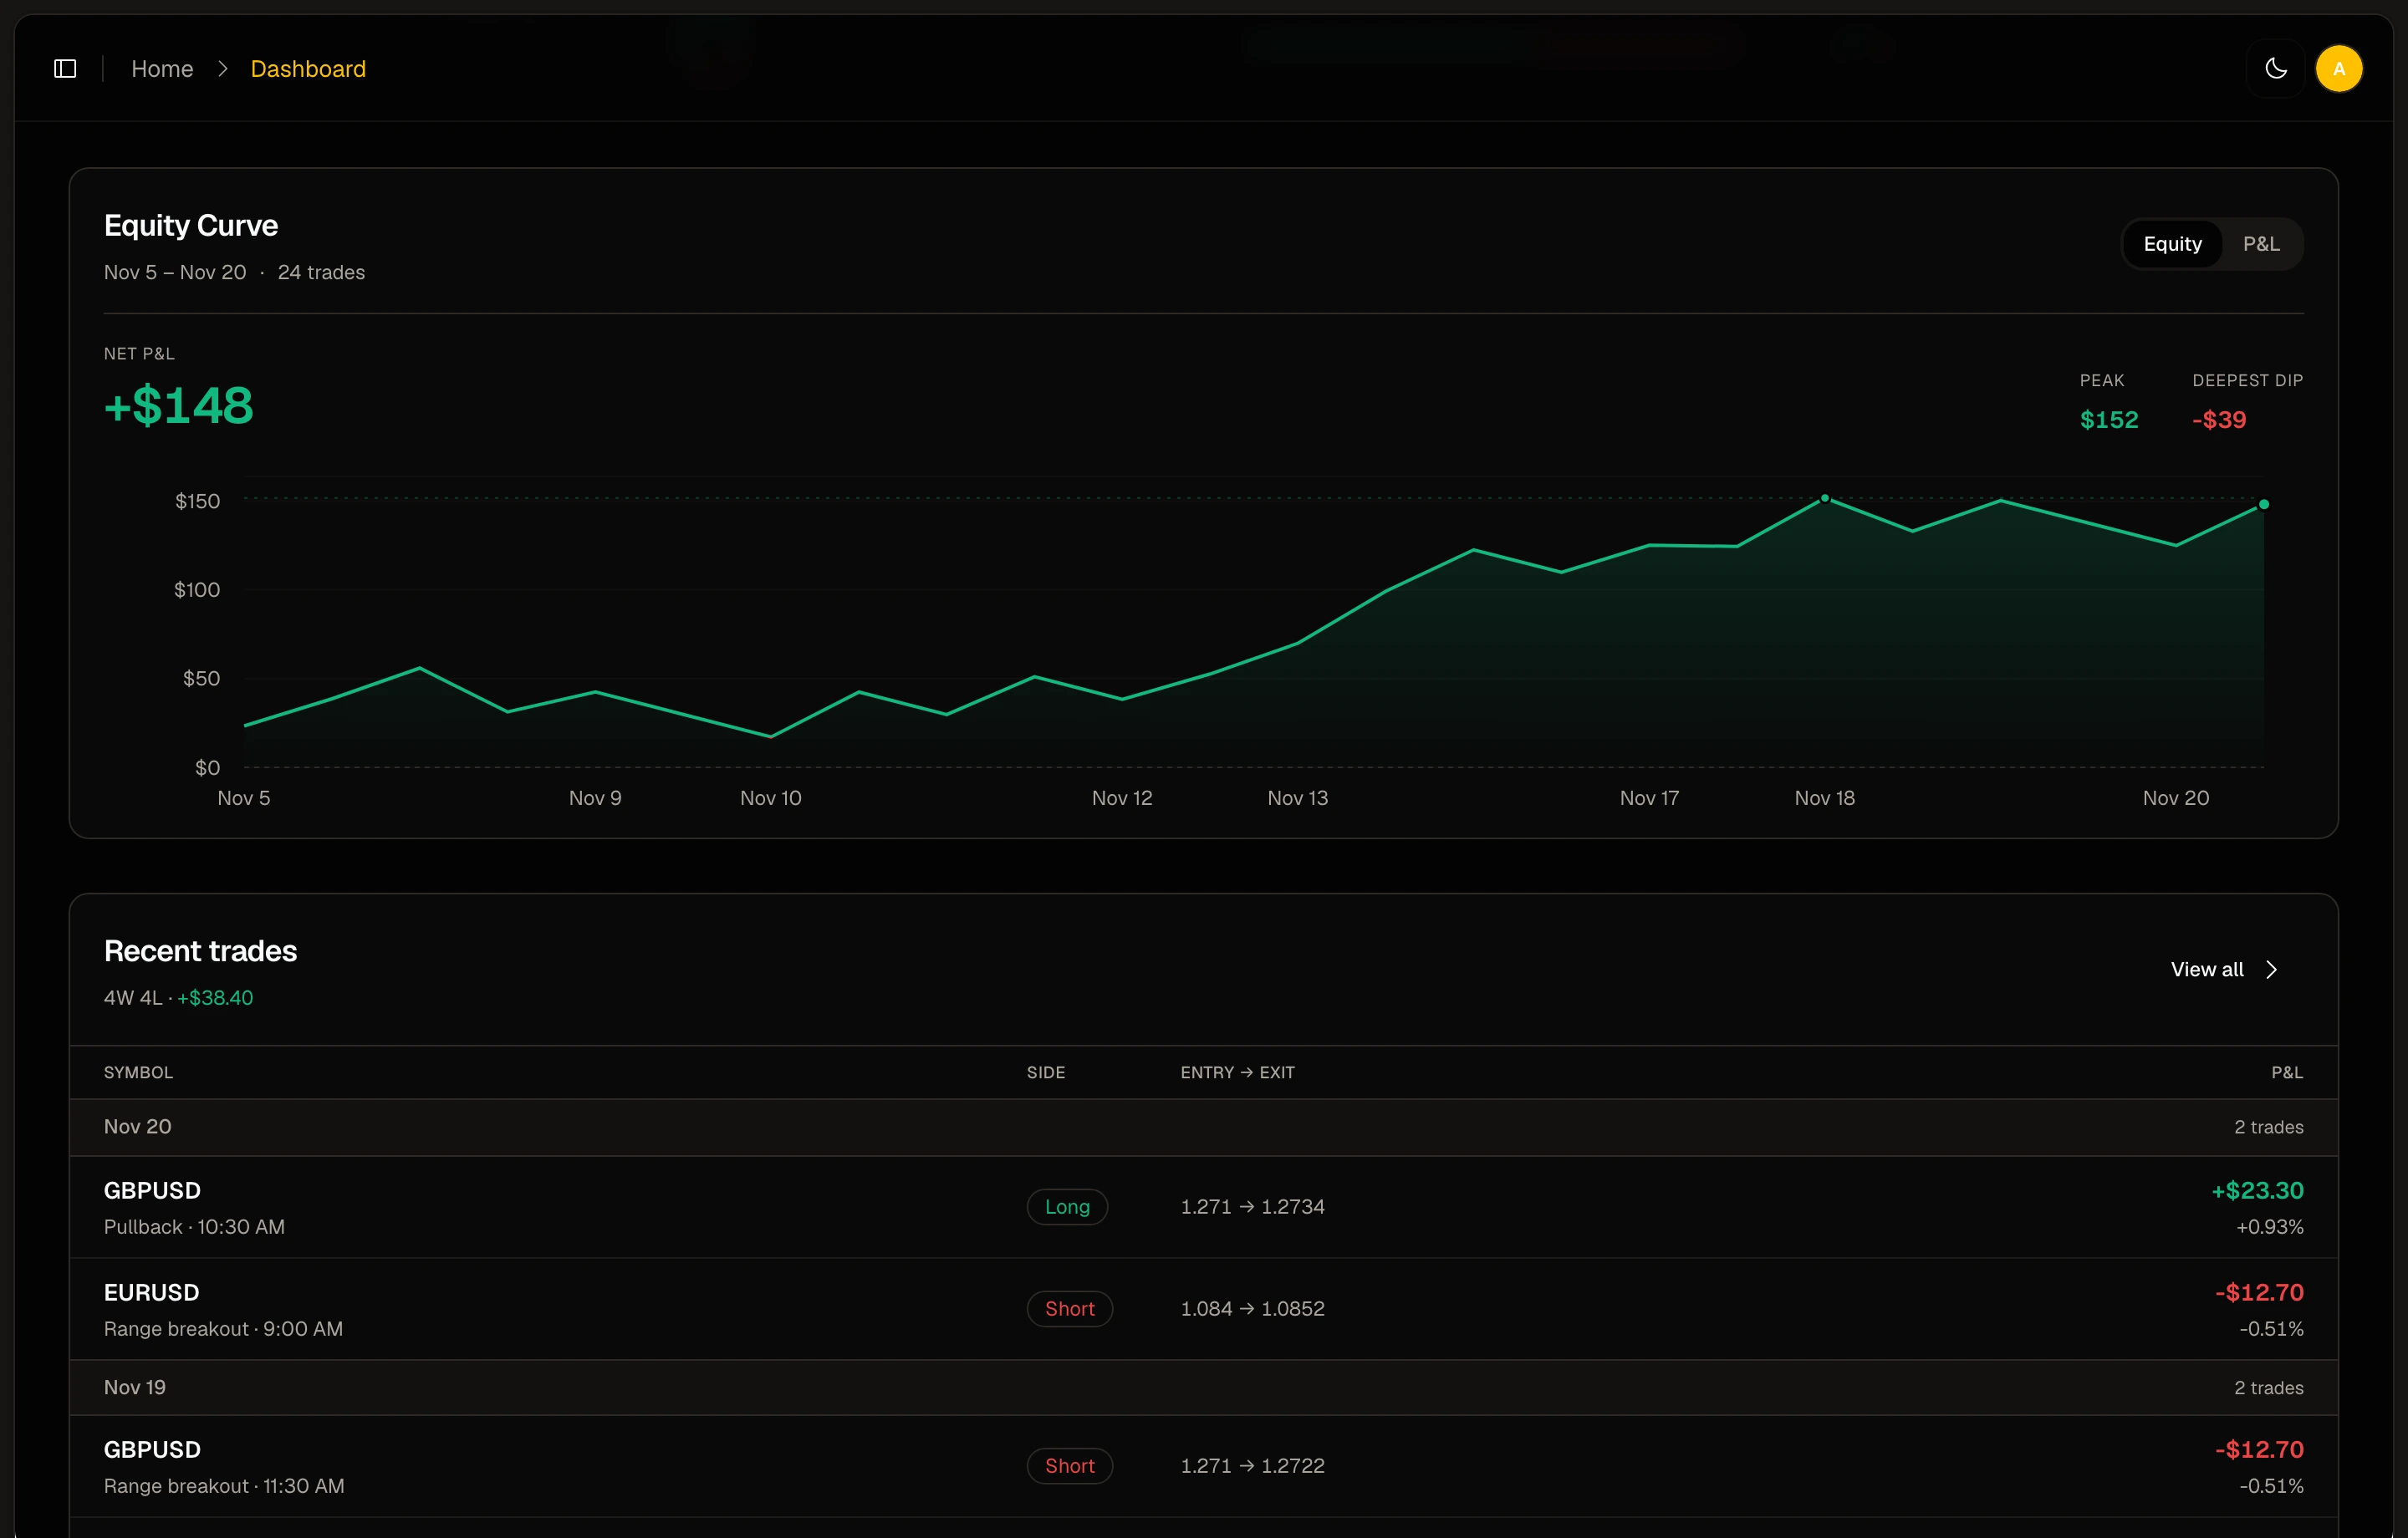 Home > Dashboard
A
Equity Curve
Nov 5 – Nov 20 · 24 trades
Equity P&L
NET P&L
+$148
PEAK DEEPEST DIP
$152 -$39
$150
$100
$50
$0
Nov 5 Nov 9 Nov 10 Nov 12 Nov 13 Nov 17 Nov 18 Nov 20
Recent trades
4W 4L · +$38.40
View all
SYMBOL SIDE ENTRY → EXIT P&L
Nov 20 2 trades
GBPUSD
Pullback · 10:30 AM
Long
1.271 → 1.2734
+$23.30
+0.93%
EURUSD
Range breakout · 9:00 AM
Short
1.084 → 1.0852
-$12.70
-0.51%
Nov 19 2 trades
GBPUSD
Range breakout · 11:30 AM
Short
1.271 → 1.2722
-$12.70
-0.51%